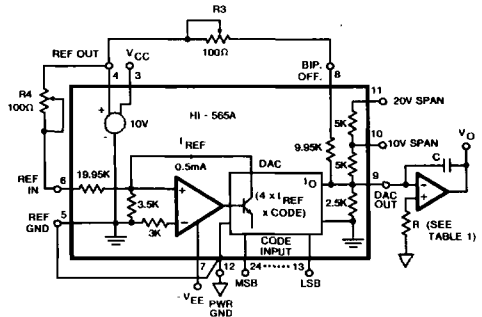 R3
100Ω
REF OUT
VCC
4
3
BIP.
OFF.
8
R4
100Ω
11
20V SPAN
HI - 565A
+
10V
-
5K
10
10V SPAN
IREF
0.5mA
DAC
9.95K
5K
VO
C
REF
IN
6
19.95K
3.5K
+
-
IO
(4 x IREF
x CODE)
9
DAC
OUT
2.5K
-
+
REF
GND
5
3K
CODE
INPUT
R (SEE
TABLE 1)
7
12
24
13
- VEE
PWR
GND
MSB
LSB